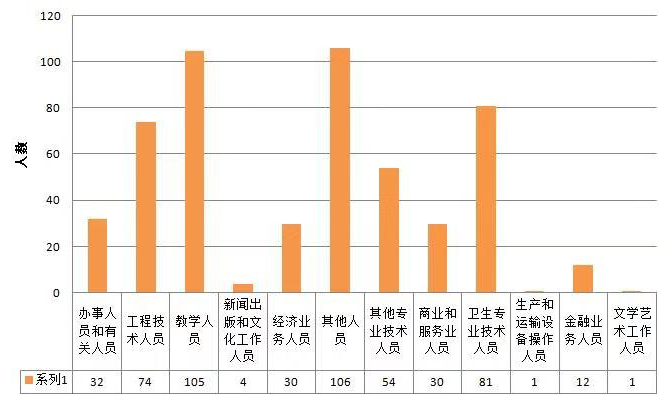 120
100
80
60
40
20
0
人数
办事人
员和有
关人员
工程技
术人员
教学人
员
新闻出
版和文
化工作
人员
经济业
务人员
其他人
员
其他专
业技术
人员
商业和
服务业
人员
卫生专
业技术
人员
生产和
运输设
备操作
人员
金融业
务人员
文学艺
术工作
人员
系列1 32 74 105 4 30 106 54 30 81 1 12 1